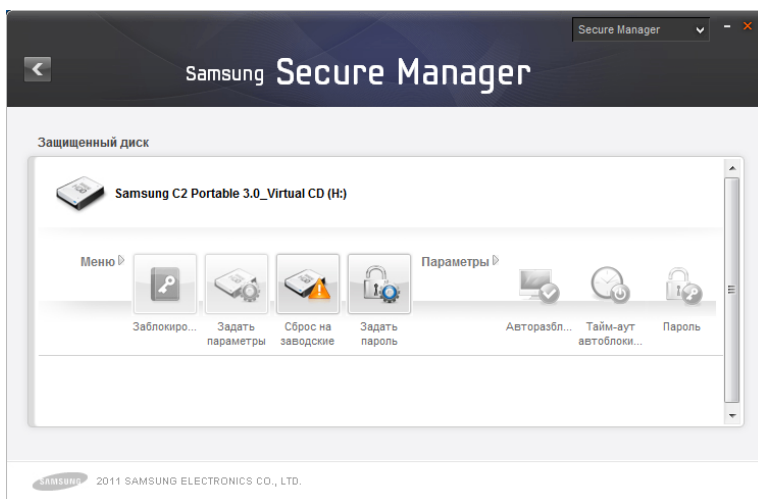 Secure Manager
Samsung Secure Manager
Защищенный диск
Samsung C2 Portable 3.0_Virtual CD (H:)
Меню
Параметры
Заблокиро...
Задать
параметры
Сброс на
заводские
Задать
пароль
Авторазбл...
Тайм-аут
автоблоки...
Пароль
SAMSUNG 2011 SAMSUNG ELECTRONICS CO., LTD.